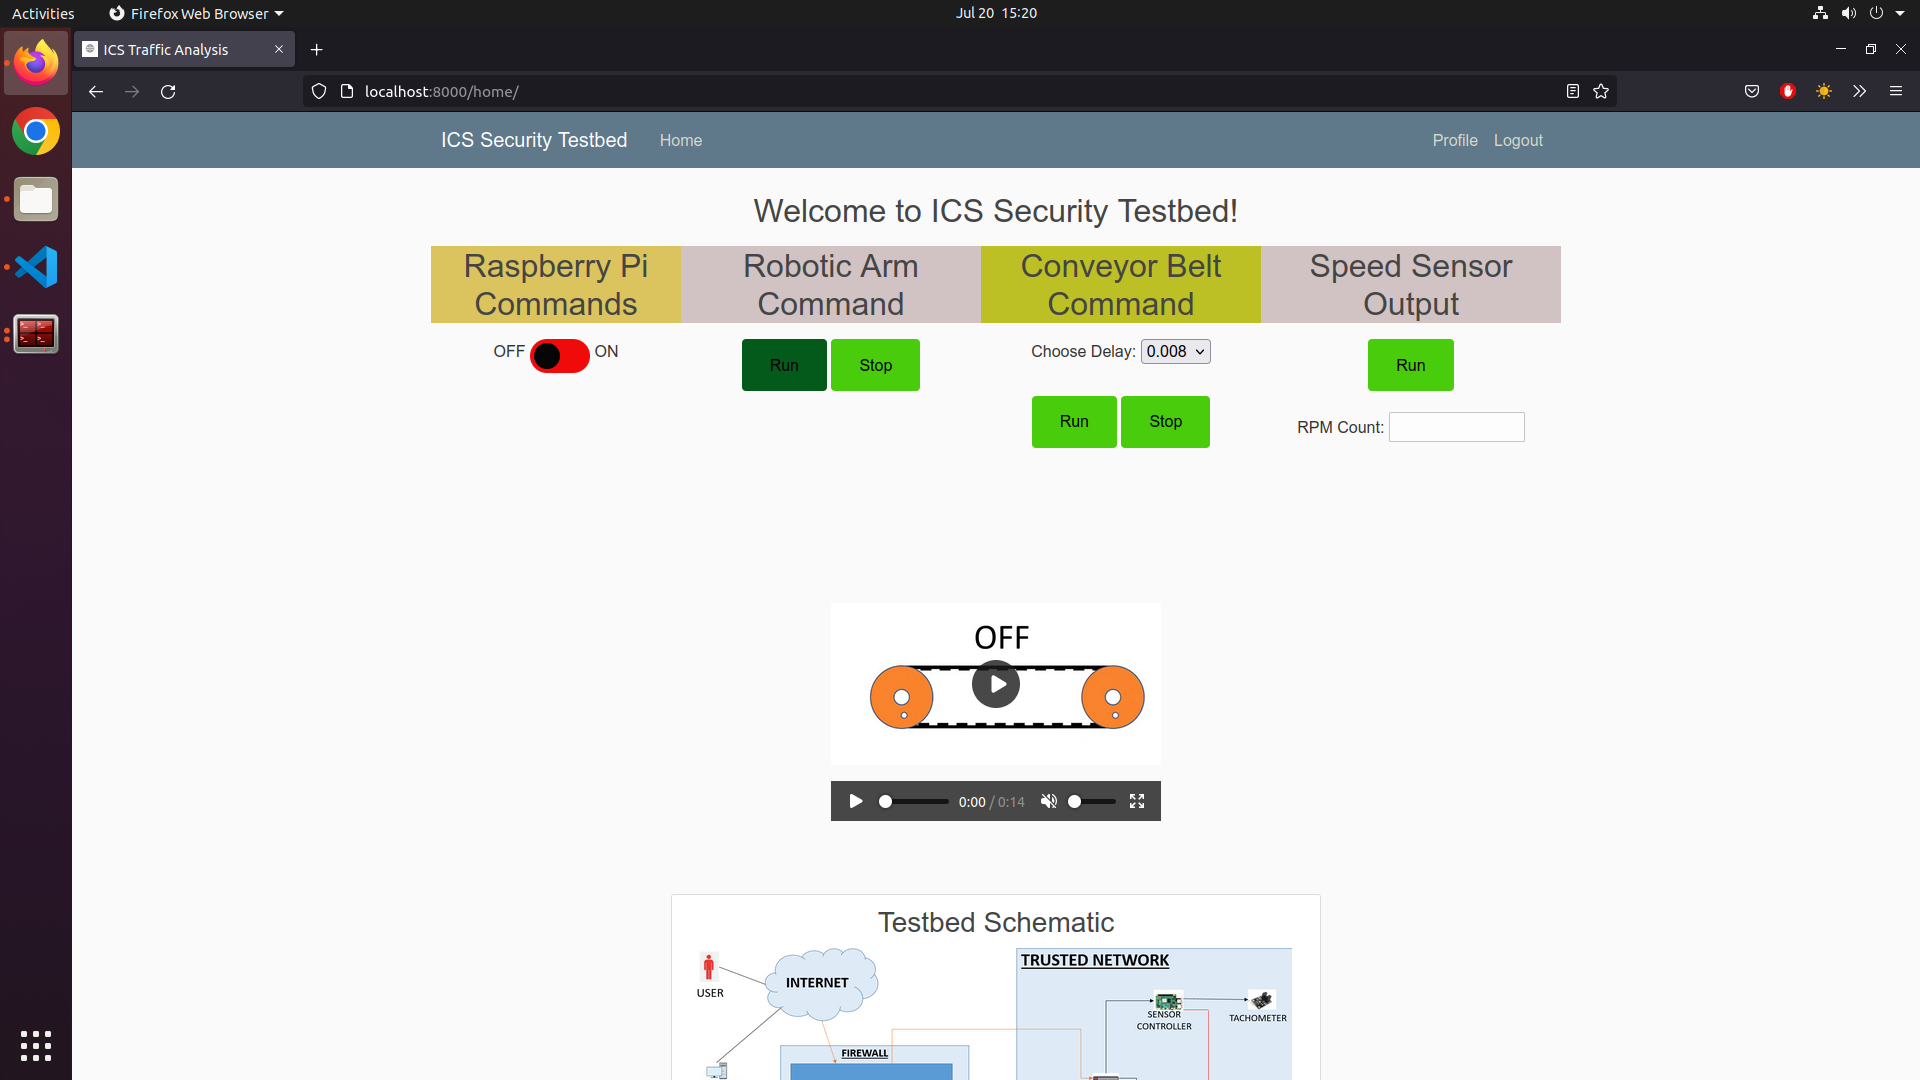 Activities
Firefox Web Browser
Jul 20 15:20
ICS Traffic Analysis
localhost:8000/home/
ICS Security Testbed
Home
Profile
Logout
Welcome to ICS Security Testbed!
Raspberry Pi
Commands
Robotic Arm
Command
Conveyor Belt
Command
Speed Sensor
Output
OFF
ON
Run
Stop
Choose Delay: 0.008
Run
Stop
Run
RPM Count:
OFF
0:00 / 0:14
Testbed Schematic
USER
INTERNET
TRUSTED NETWORK
SENSOR
CONTROLLER
TACHOMETER
FIREWALL